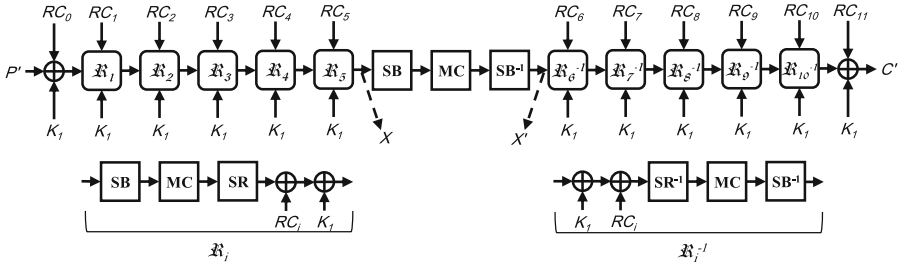 RC₀ RC₁ RC₂ RC₃ RC₄ RC₅ RC₆ RC₇ RC₈ RC₉ RC₁₀ RC₁₁
P' ℜ₁ ℜ₂ ℜ₃ ℜ₄ ℜ₅ SB MC SB⁻¹ ℜ₆⁻¹ ℜ₇⁻¹ ℜ₈⁻¹ ℜ₉⁻¹ ℜ₁₀⁻¹ C'
K₁ K₁ K₁ K₁ K₁ K₁ X X' K₁ K₁ K₁ K₁ K₁ K₁
SB MC SR SR⁻¹ MC SB⁻¹
RCᵢ K₁ K₁ RCᵢ
ℜᵢ ℜᵢ⁻¹